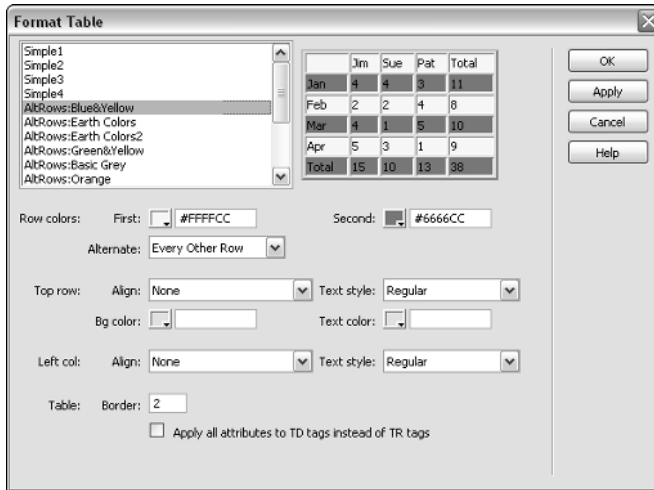 Format Table
Simple1
Simple2
Simple3
Simple4
AltRows:Blue&Yellow
AltRows:Earth Colors
AltRows:Earth Colors2
AltRows:Green&Yellow
AltRows:Basic Grey
AltRows:Orange
Jim Sue Pat Total
Jan 4 4 3 11
Feb 2 2 4 8
Mar 4 1 5 10
Apr 5 3 1 9
Total 15 10 13 38
OK
Apply
Cancel
Help
Row colors: First: #FFFFCC Second: #6666CC
Alternate: Every Other Row
Top row: Align: None Text style: Regular
Bg color: Text color:
Left col: Align: None Text style: Regular
Table: Border: 2
Apply all attributes to TD tags instead of TR tags